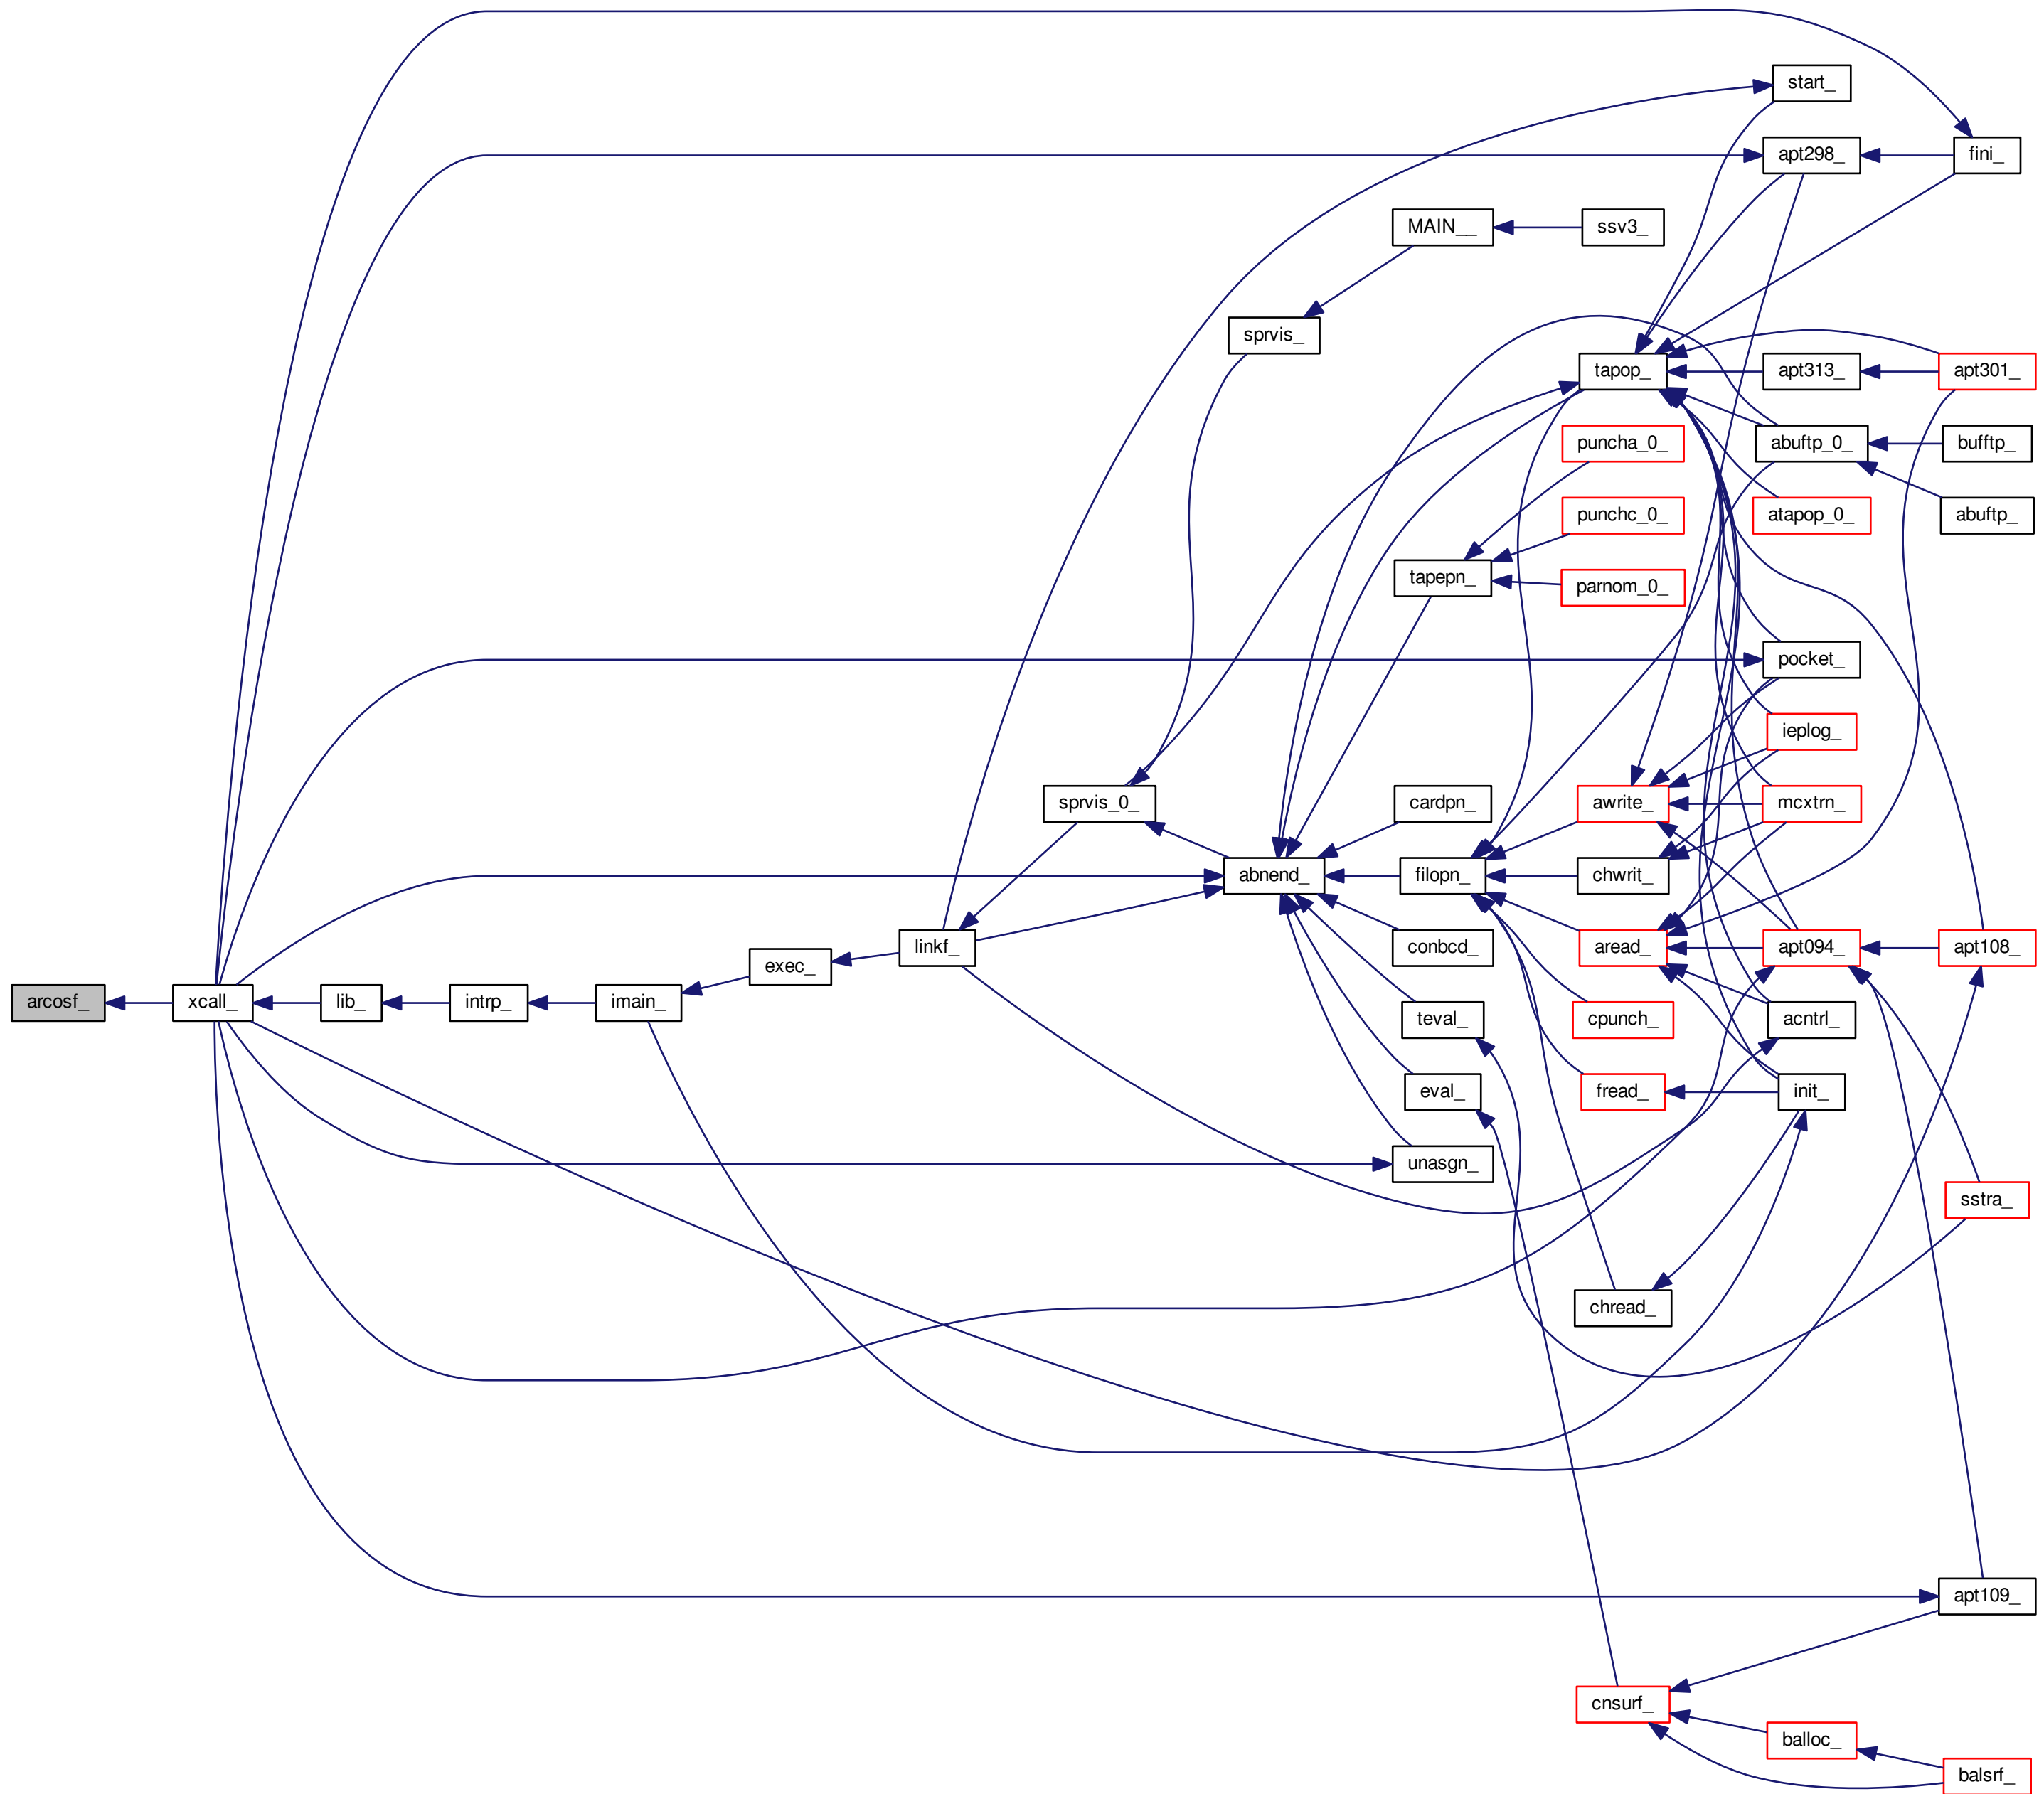 start_
apt298_
fini_
MAIN__
ssv3_
sprvis_
tapop_
apt313_
apt301_
puncha_0_
abuftp_0_
bufftp_
punchc_0_
atapop_0_
abuftp_
tapepn_
parnom_0_
pocket_
ieplog_
sprvis_0_
cardpn_
awrite_
mcxtrn_
abnend_
filopn_
chwrit_
linkf_
conbcd_
aread_
apt094_
apt108_
exec_
arcosf_
xcall_
lib_
intrp_
imain_
teval_
cpunch_
acntrl_
eval_
fread_
init_
unasgn_
sstra_
chread_
apt109_
cnsurf_
balloc_
balsrf_